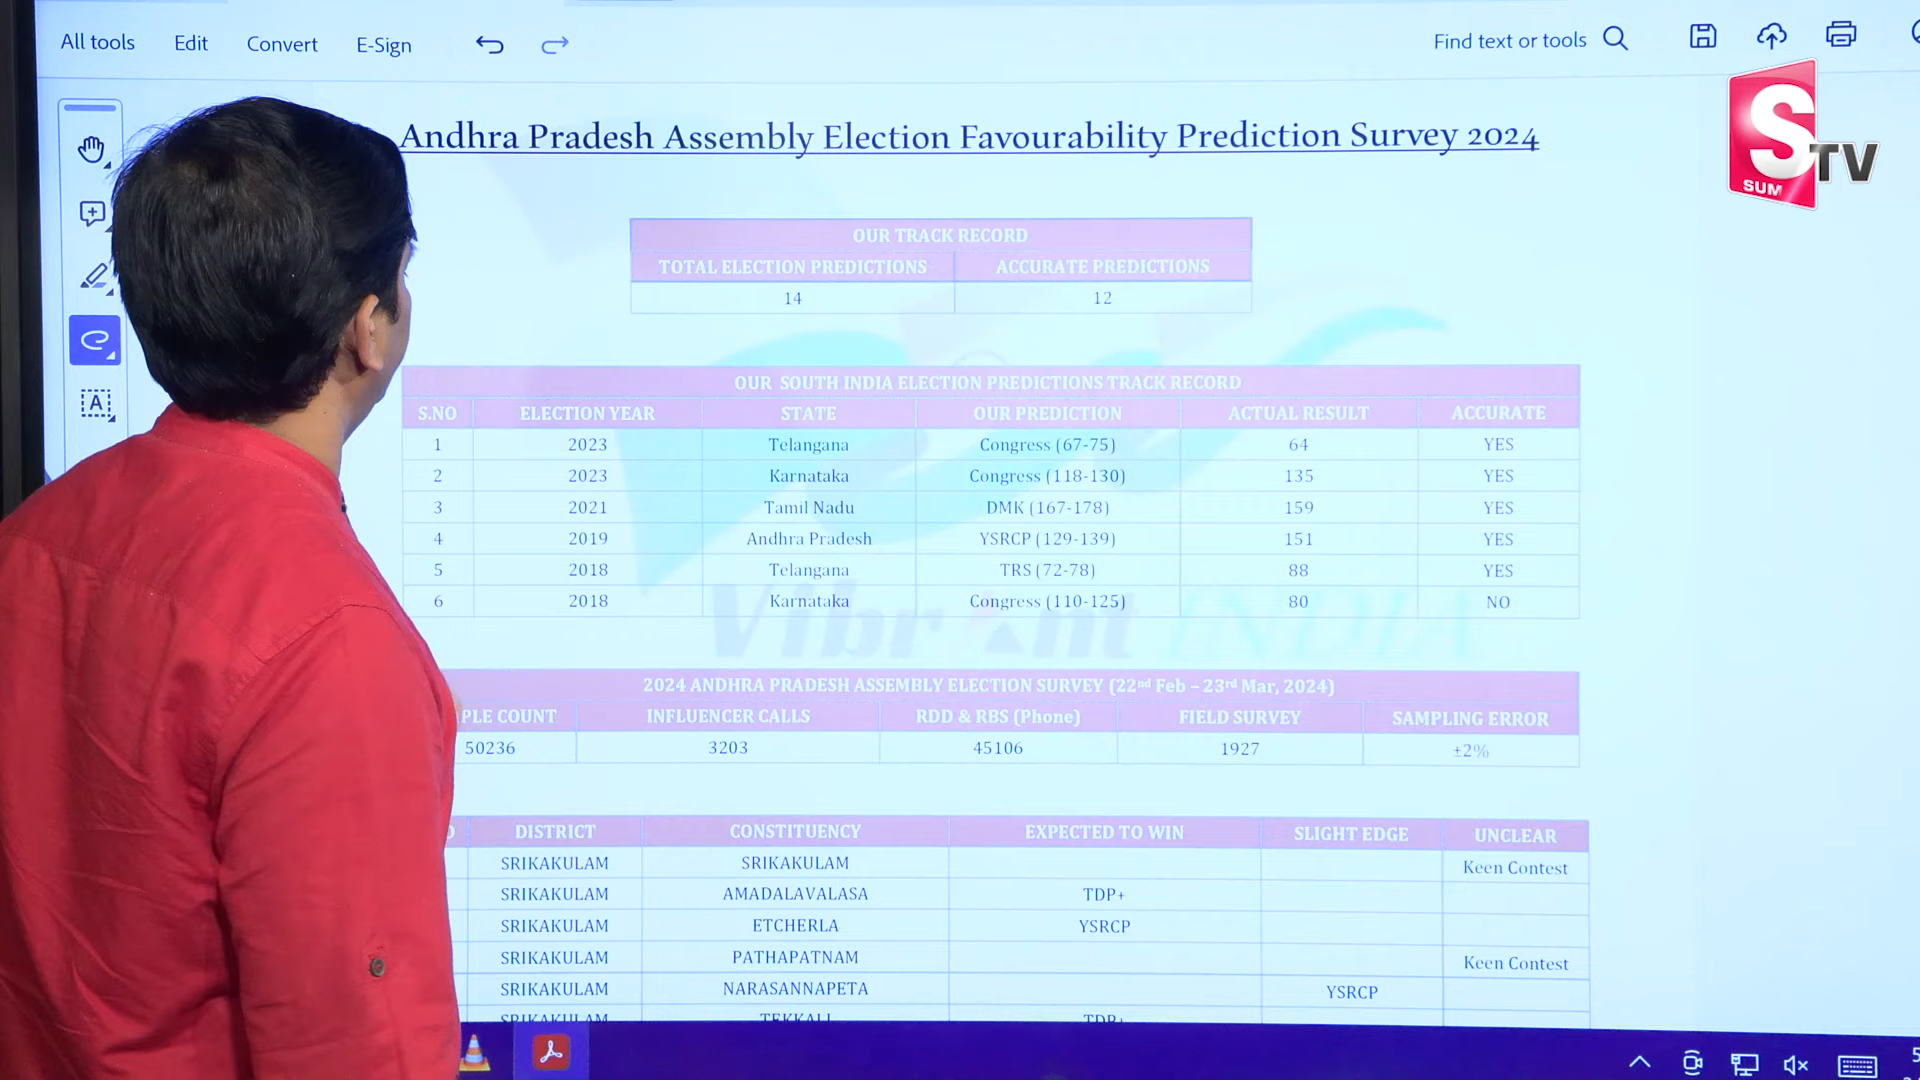 All tools Edit Convert E-Sign Find text or tools
S TV
SUM
Andhra Pradesh Assembly Election Favourability Prediction Survey 2024
OUR TRACK RECORD
TOTAL ELECTION PREDICTIONS ACCURATE PREDICTIONS
14 12
OUR SOUTH INDIA ELECTION PREDICTIONS TRACK RECORD
S.NO ELECTION YEAR STATE OUR PREDICTION ACTUAL RESULT ACCURATE
1 2023 Telangana Congress (67-75) 64 YES
2 2023 Karnataka Congress (118-130) 135 YES
3 2021 Tamil Nadu DMK (167-178) 159 YES
4 2019 Andhra Pradesh YSRCP (129-139) 151 YES
5 2018 Telangana TRS (72-78) 88 YES
6 2018 Karnataka Congress (110-125) 80 NO
Vibrant INDIA
2024 ANDHRA PRADESH ASSEMBLY ELECTION SURVEY (22nd Feb – 23rd Mar, 2024)
PLE COUNT INFLUENCER CALLS RDD & RBS (Phone) FIELD SURVEY SAMPLING ERROR
50236 3203 45106 1927 ±2%
DISTRICT CONSTITUENCY EXPECTED TO WIN SLIGHT EDGE UNCLEAR
SRIKAKULAM SRIKAKULAM Keen Contest
SRIKAKULAM AMADALAVALASA TDP+
SRIKAKULAM ETCHERLA YSRCP
SRIKAKULAM PATHAPATNAM Keen Contest
SRIKAKULAM NARASANNAPETA YSRCP
SRIKAKULAM TEKKALI TDP+